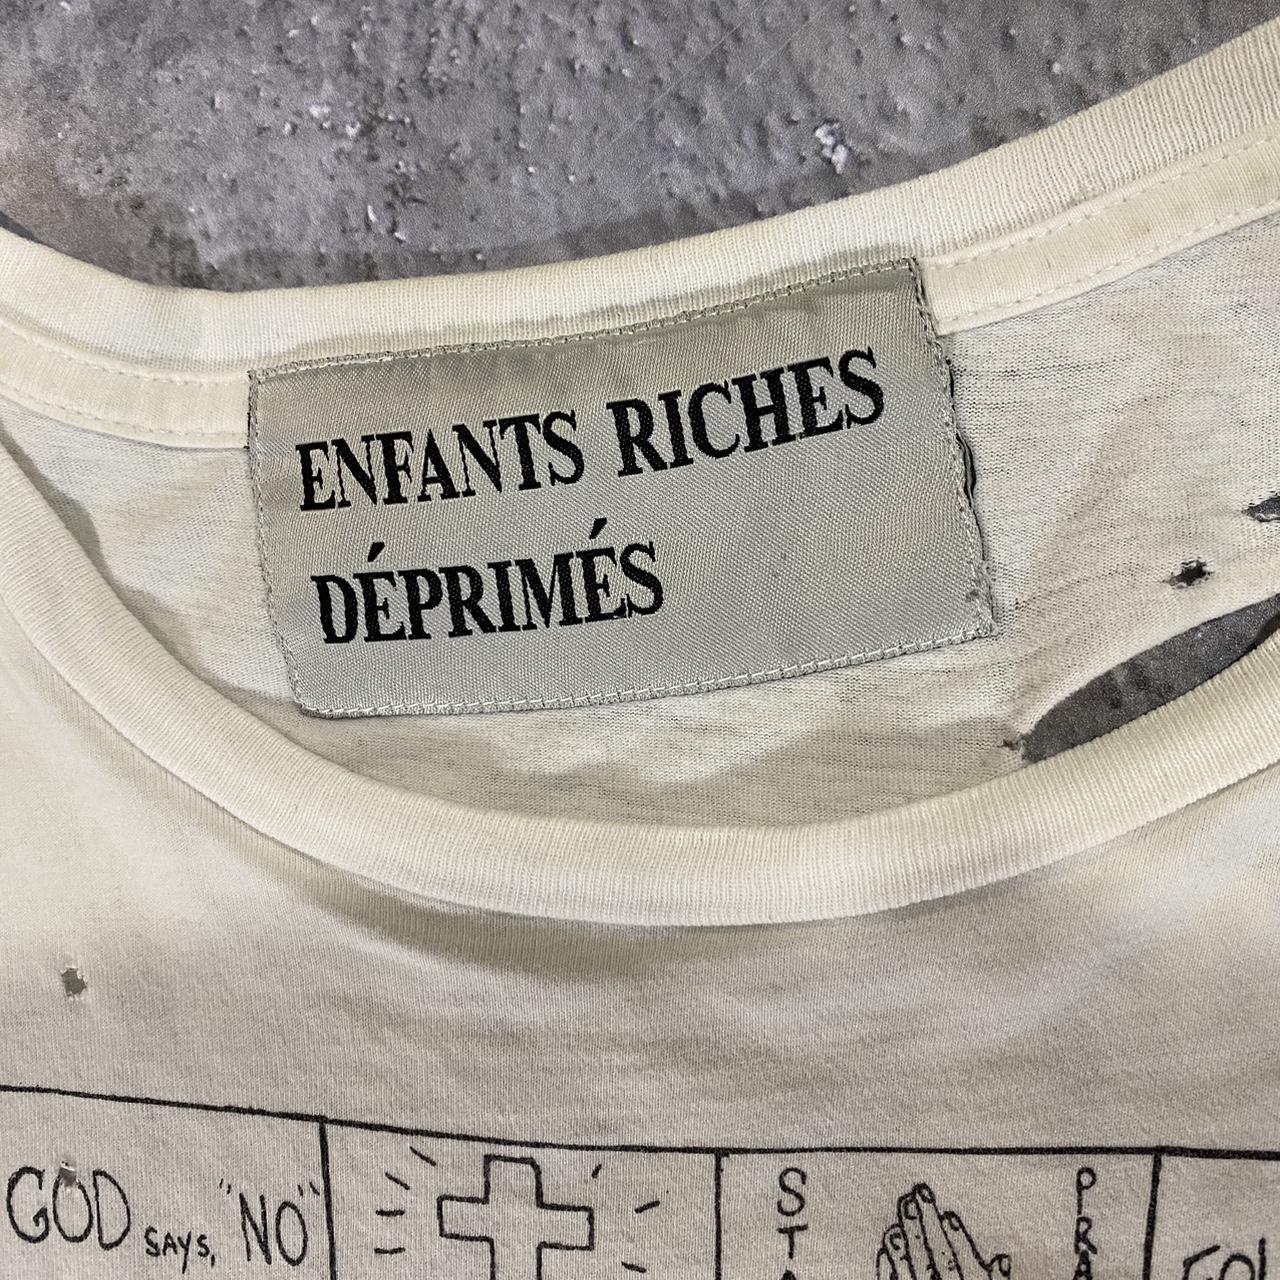 ENFANTS RICHES
DÉPRIMÉS
GOD SAYS, "NO"